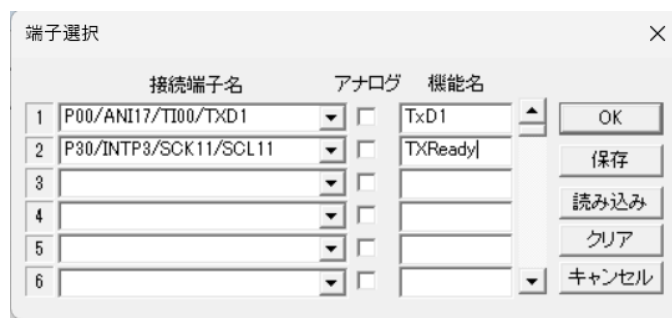 端子選択
接続端子名 アナログ 機能名
1 P00/ANI17/TI00/TXD1 TxD1 OK
2 P30/INTP3/SCK11/SCL11 TXReady 保存
3
読み込み
4
クリア
5
6 キャンセル